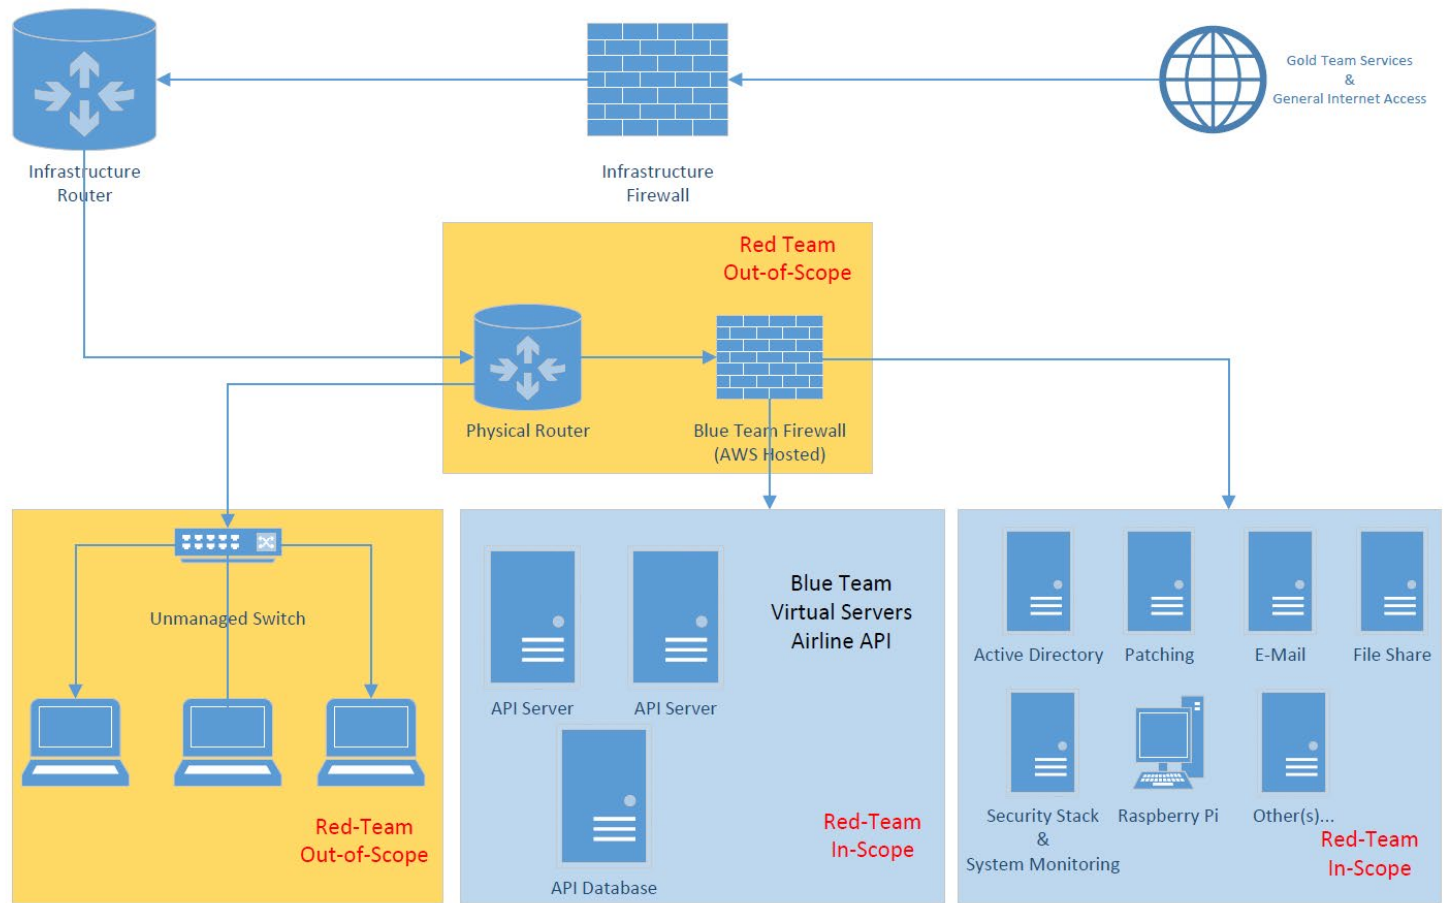 Gold Team Services
&
General Internet Access
Infrastructure
Router
Infrastructure
Firewall
Red Team
Out-of-Scope
Physical Router
Blue Team Firewall
(AWS Hosted)
Unmanaged Switch
Red-Team
Out-of-Scope
Blue Team
Virtual Servers
Airline API
API Server
API Server
API Database
Red-Team
In-Scope
Active Directory
Patching
E-Mail
File Share
Security Stack
&
System Monitoring
Raspberry Pi
Other(s)...
Red-Team
In-Scope